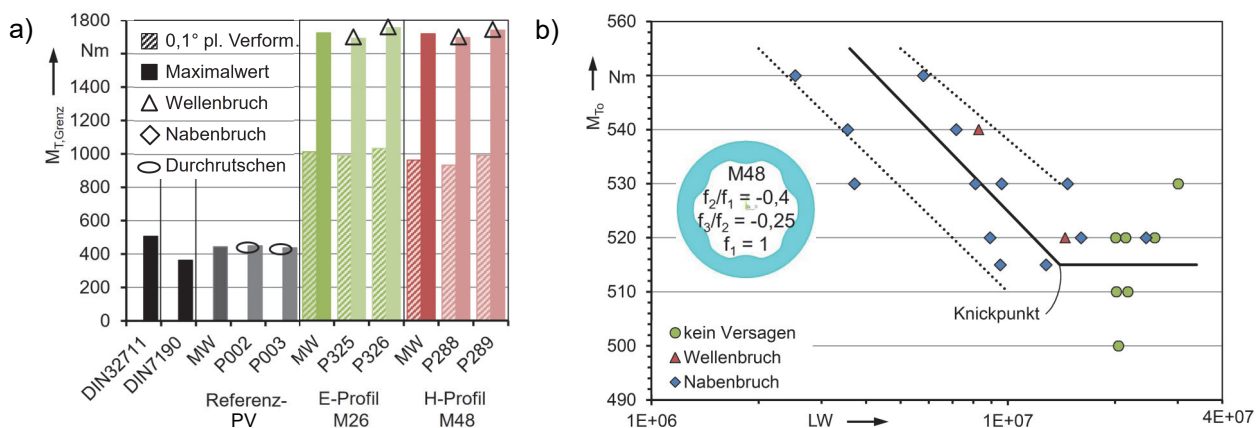 a)
1800
Nm
1600
1400
1200
1000
800
600
400
200
0
M_T,Grenz
0,1° pl. Verform.
Maximalwert
Wellenbruch
Nabenbruch
Durchrutschen
DIN32711
DIN7190
MW
P002
P003
MW
P325
P326
MW
P288
P289
Referenz-
PV
E-Profil
M26
H-Profil
M48
b)
560
Nm
540
530
520
510
500
490
M_To
M48
f₂/f₁ = -0,4
f₃/f₂ = -0,25
f₁ = 1
Knickpunkt
kein Versagen
Wellenbruch
Nabenbruch
1E+06
LW
1E+07
4E+07